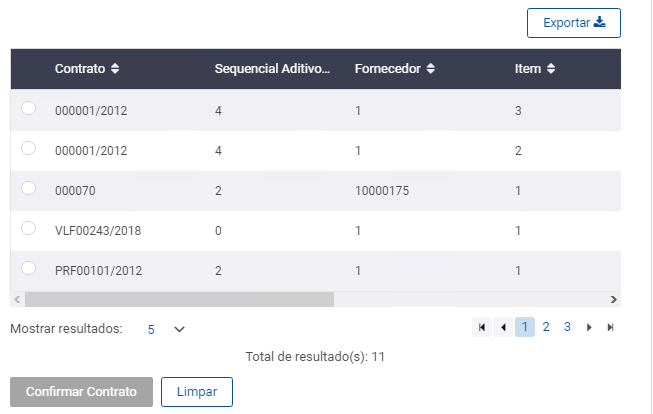 Exportar
Contrato Sequencial Aditivo... Fornecedor Item
000001/2012 4 1 3
000001/2012 4 1 2
000070 2 10000175 1
VLF00243/2018 0 1 1
PRF00101/2012 2 1 1
Mostrar resultados: 5 1 2 3
Total de resultado(s): 11
Confirmar Contrato Limpar